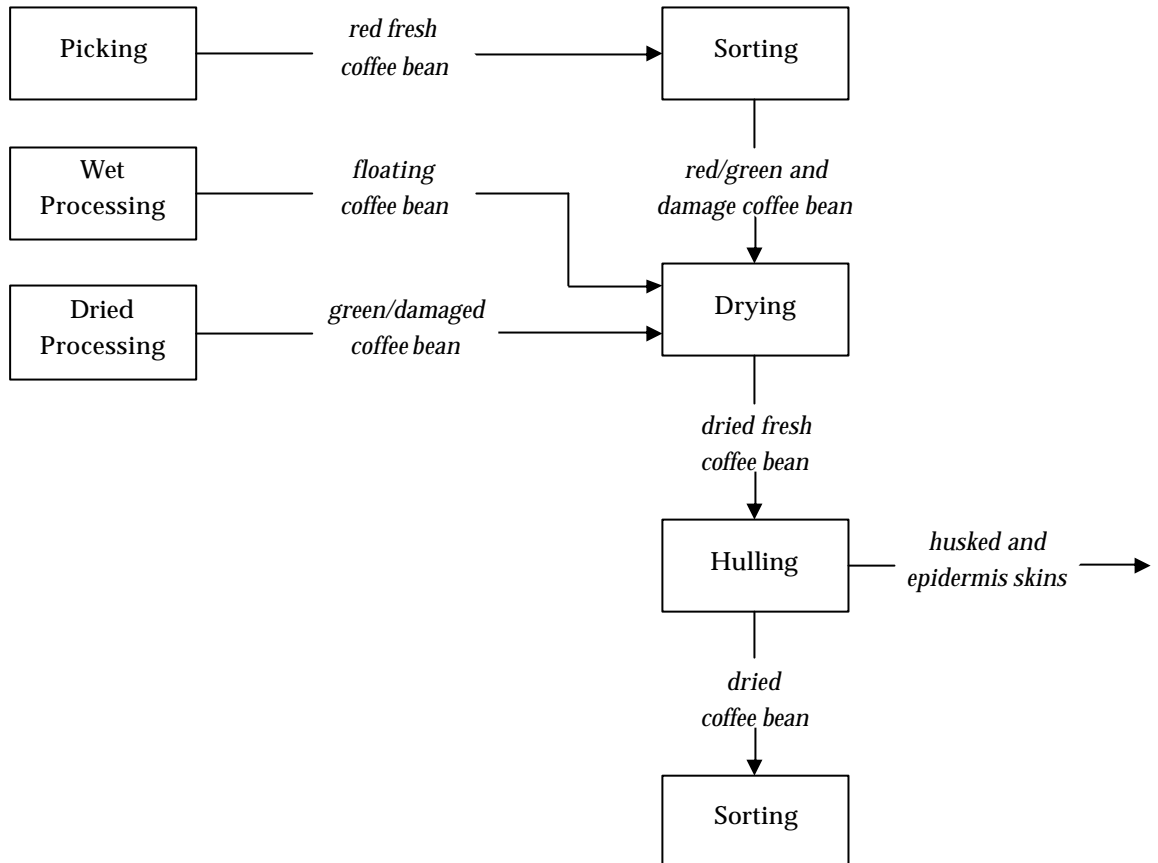 Picking
red fresh
coffee bean
Sorting
Wet
Processing
floating
coffee bean
red/green and
damage coffee bean
Dried
Processing
green/damaged
coffee bean
Drying
dried fresh
coffee bean
Hulling
husked and
epidermis skins
dried
coffee bean
Sorting